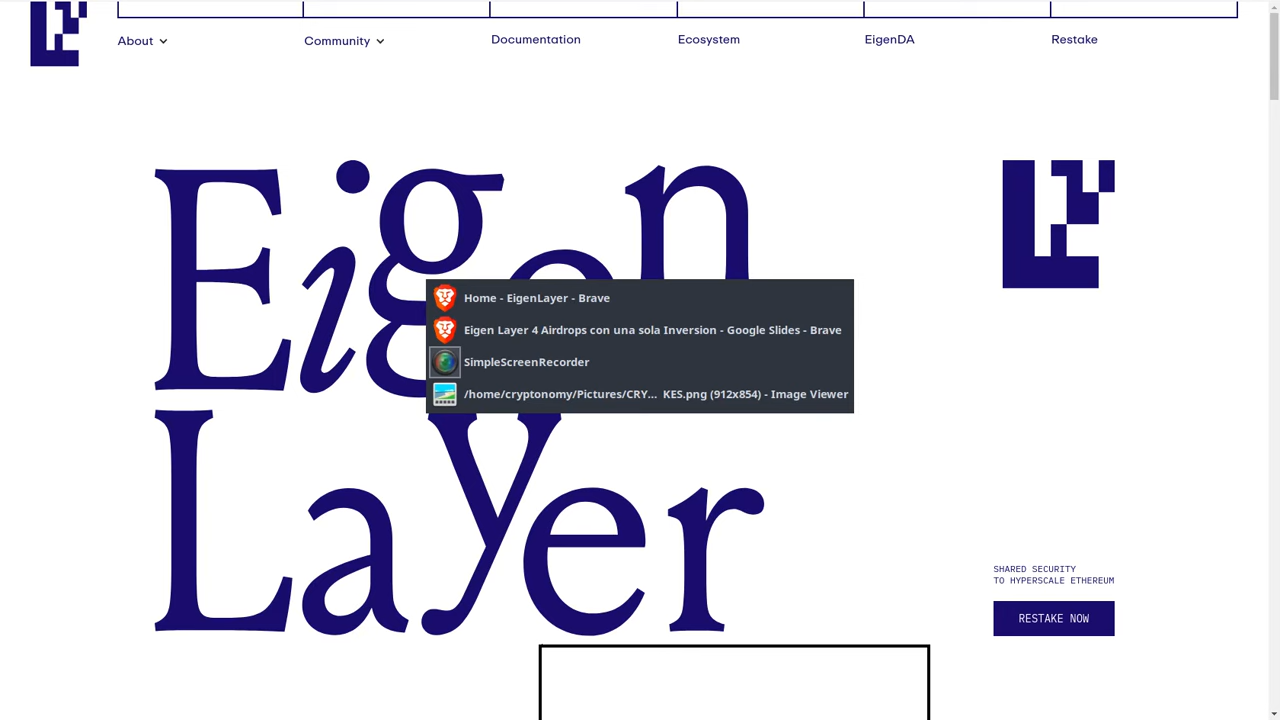 About
Community
Documentation
Ecosystem
EigenDA
Restake
Eigen
Home - EigenLayer - Brave
Eigen Layer 4 Airdrops con una sola Inversion - Google Slides - Brave
SimpleScreenRecorder
/home/cryptonomy/Pictures/CRY... KES.png (912x854) - Image Viewer
Layer
SHARED SECURITY
TO HYPERSCALE ETHEREUM
RESTAKE NOW